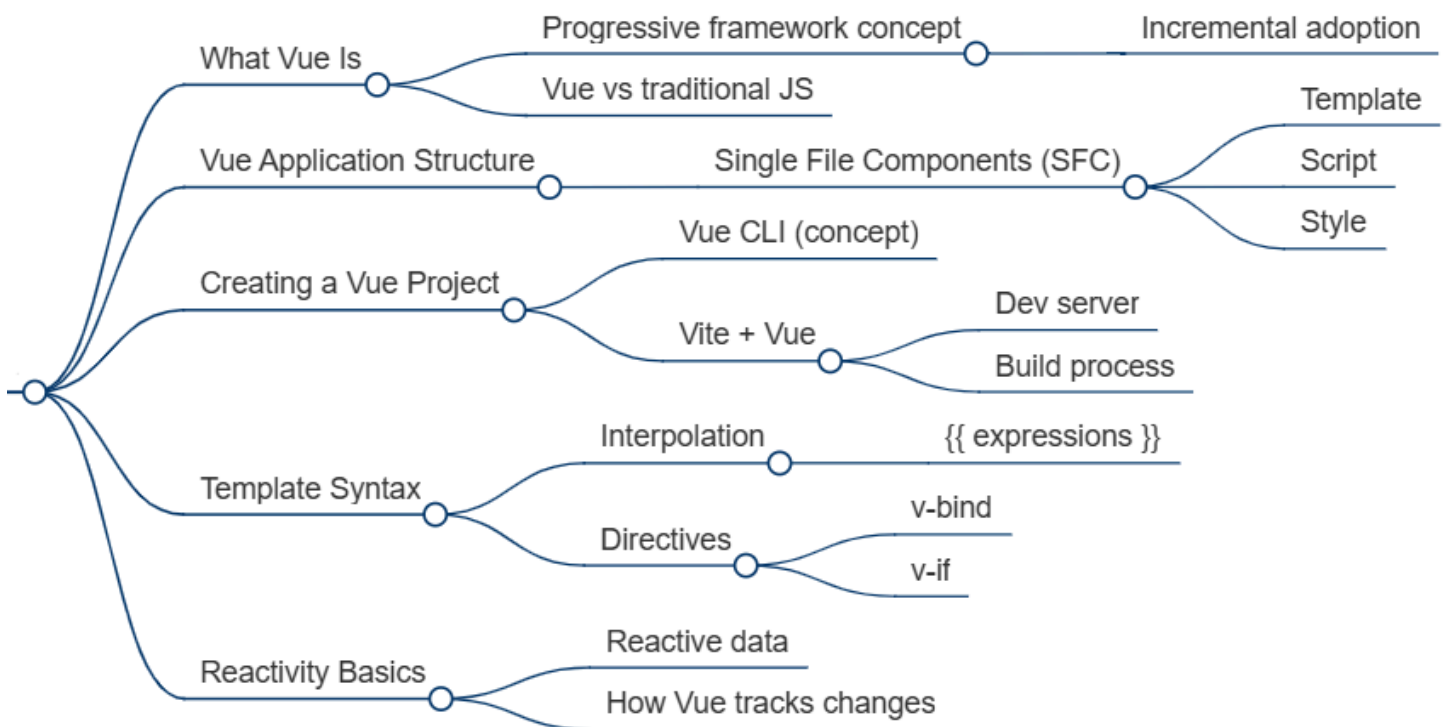 What Vue Is
Progressive framework concept
Incremental adoption
Vue vs traditional JS
Vue Application Structure
Single File Components (SFC)
Template
Script
Style
Creating a Vue Project
Vue CLI (concept)
Vite + Vue
Dev server
Build process
Template Syntax
Interpolation
{{ expressions }}
Directives
v-bind
v-if
Reactivity Basics
Reactive data
How Vue tracks changes